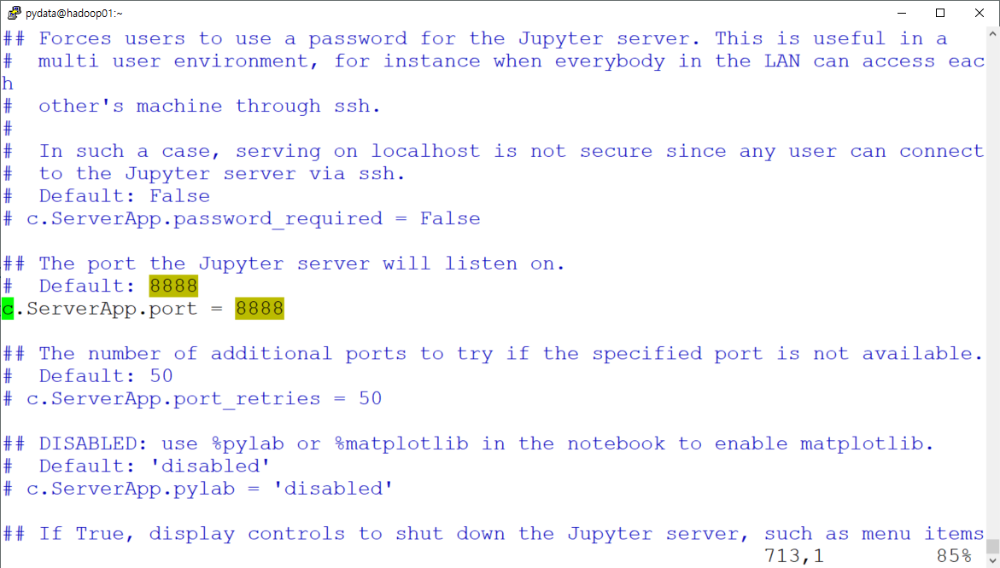 pydata@hadoop01:~
## Forces users to use a password for the Jupyter server. This is useful in a
#  multi user environment, for instance when everybody in the LAN can access eac
h
#  other's machine through ssh.
#
#  In such a case, serving on localhost is not secure since any user can connect
#  to the Jupyter server via ssh.
#  Default: False
# c.ServerApp.password_required = False
## The port the Jupyter server will listen on.
#  Default: 8888
c.ServerApp.port = 8888
## The number of additional ports to try if the specified port is not available.
#  Default: 50
# c.ServerApp.port_retries = 50
## DISABLED: use %pylab or %matplotlib in the notebook to enable matplotlib.
#  Default: 'disabled'
# c.ServerApp.pylab = 'disabled'
## If True, display controls to shut down the Jupyter server, such as menu items
713,1 85%